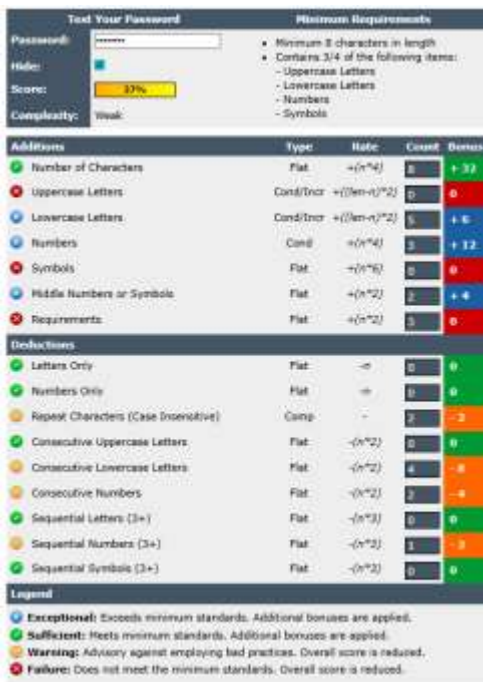 Test Your Password Minimum Requirements
Password: •••••••• • Minimum 8 characters in length
• Contains 3/4 of the following items:
Hide: - Uppercase Letters
- Lowercase Letters
Score: 37% - Numbers
- Symbols
Complexity: Weak
Additions Type Rate Count Bonus
Number of Characters Flat +(n*4) 8 + 32
Uppercase Letters Cond/Incr +((len-n)*2) 0 0
Lowercase Letters Cond/Incr +((len-n)*2) 5 + 6
Numbers Cond +(n*4) 3 + 12
Symbols Flat +(n*6) 0 0
Middle Numbers or Symbols Flat +(n*2) 2 + 4
Requirements Flat +(n*2) 3 0
Deductions
Letters Only Flat -n 0 0
Numbers Only Flat -n 0 0
Repeat Characters (Case Insensitive) Comp - 2 - 2
Consecutive Uppercase Letters Flat -(n*2) 0 0
Consecutive Lowercase Letters Flat -(n*2) 4 - 8
Consecutive Numbers Flat -(n*2) 2 - 4
Sequential Letters (3+) Flat -(n*3) 0 0
Sequential Numbers (3+) Flat -(n*3) 1 - 3
Sequential Symbols (3+) Flat -(n*3) 0 0
Legend
Exceptional: Exceeds minimum standards. Additional bonuses are applied.
Sufficient: Meets minimum standards. Additional bonuses are applied.
Warning: Advisory against employing bad practices. Overall score is reduced.
Failure: Does not meet the minimum standards. Overall score is reduced.